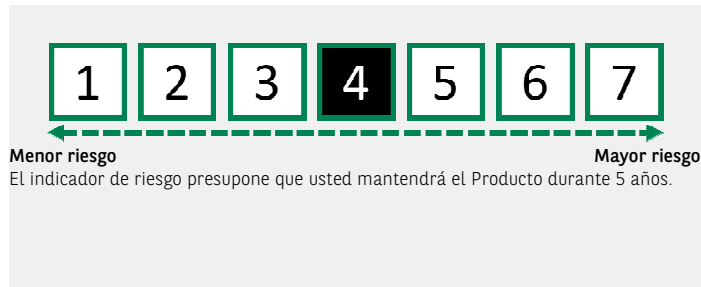 1 2 3 4 5 6 7
Menor riesgo Mayor riesgo
El indicador de riesgo presupone que usted mantendrá el Producto durante 5 años.